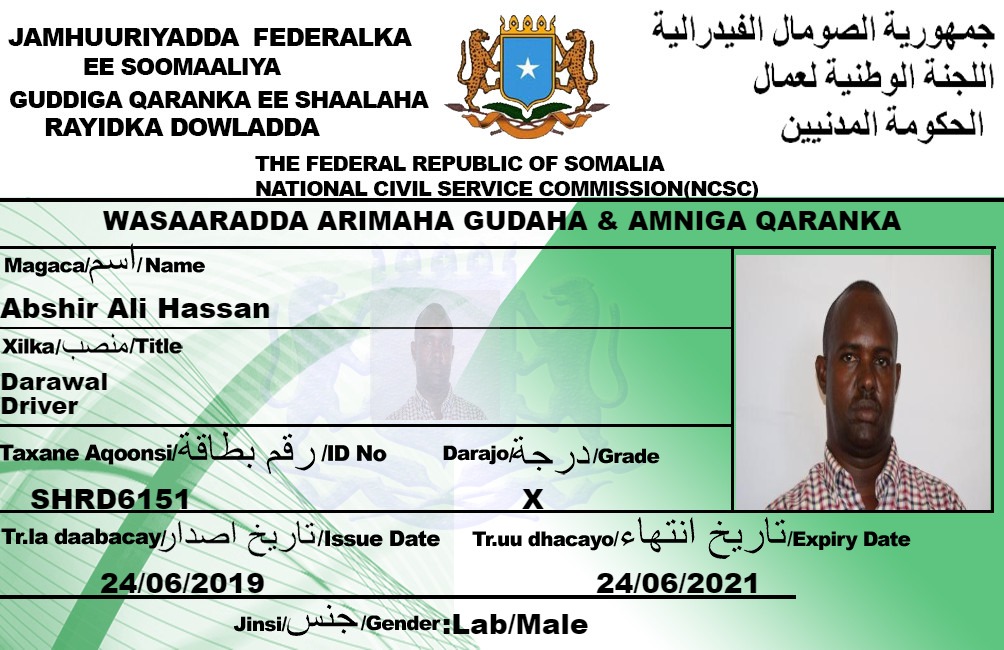 JAMHUURIYADDA FEDERALKA
EE SOOMAALIYA
GUDDIGA QARANKA EE SHAALAHA
RAYIDKA DOWLADDA
جمهورية الصومال الفيدرالية
اللجنة الوطنية لعمال
الحكومة المدنيين
THE FEDERAL REPUBLIC OF SOMALIA
NATIONAL CIVIL SERVICE COMMISSION(NCSC)
WASAARADDA ARIMAHA GUDAHA & AMNIGA QARANKA
Magaca/اسم/Name
Abshir Ali Hassan
Xilka/منصب/Title
Darawal
Driver
Taxane Aqoonsi/رقم بطاقة/ID No
Darajo/درجة/Grade
SHRD6151
X
Tr.la daabacay/تاريخ اصدار/Issue Date
Tr.uu dhacayo/تاريخ انتهاء/Expiry Date
24/06/2019
24/06/2021
Jinsi/جنس/Gender:Lab/Male